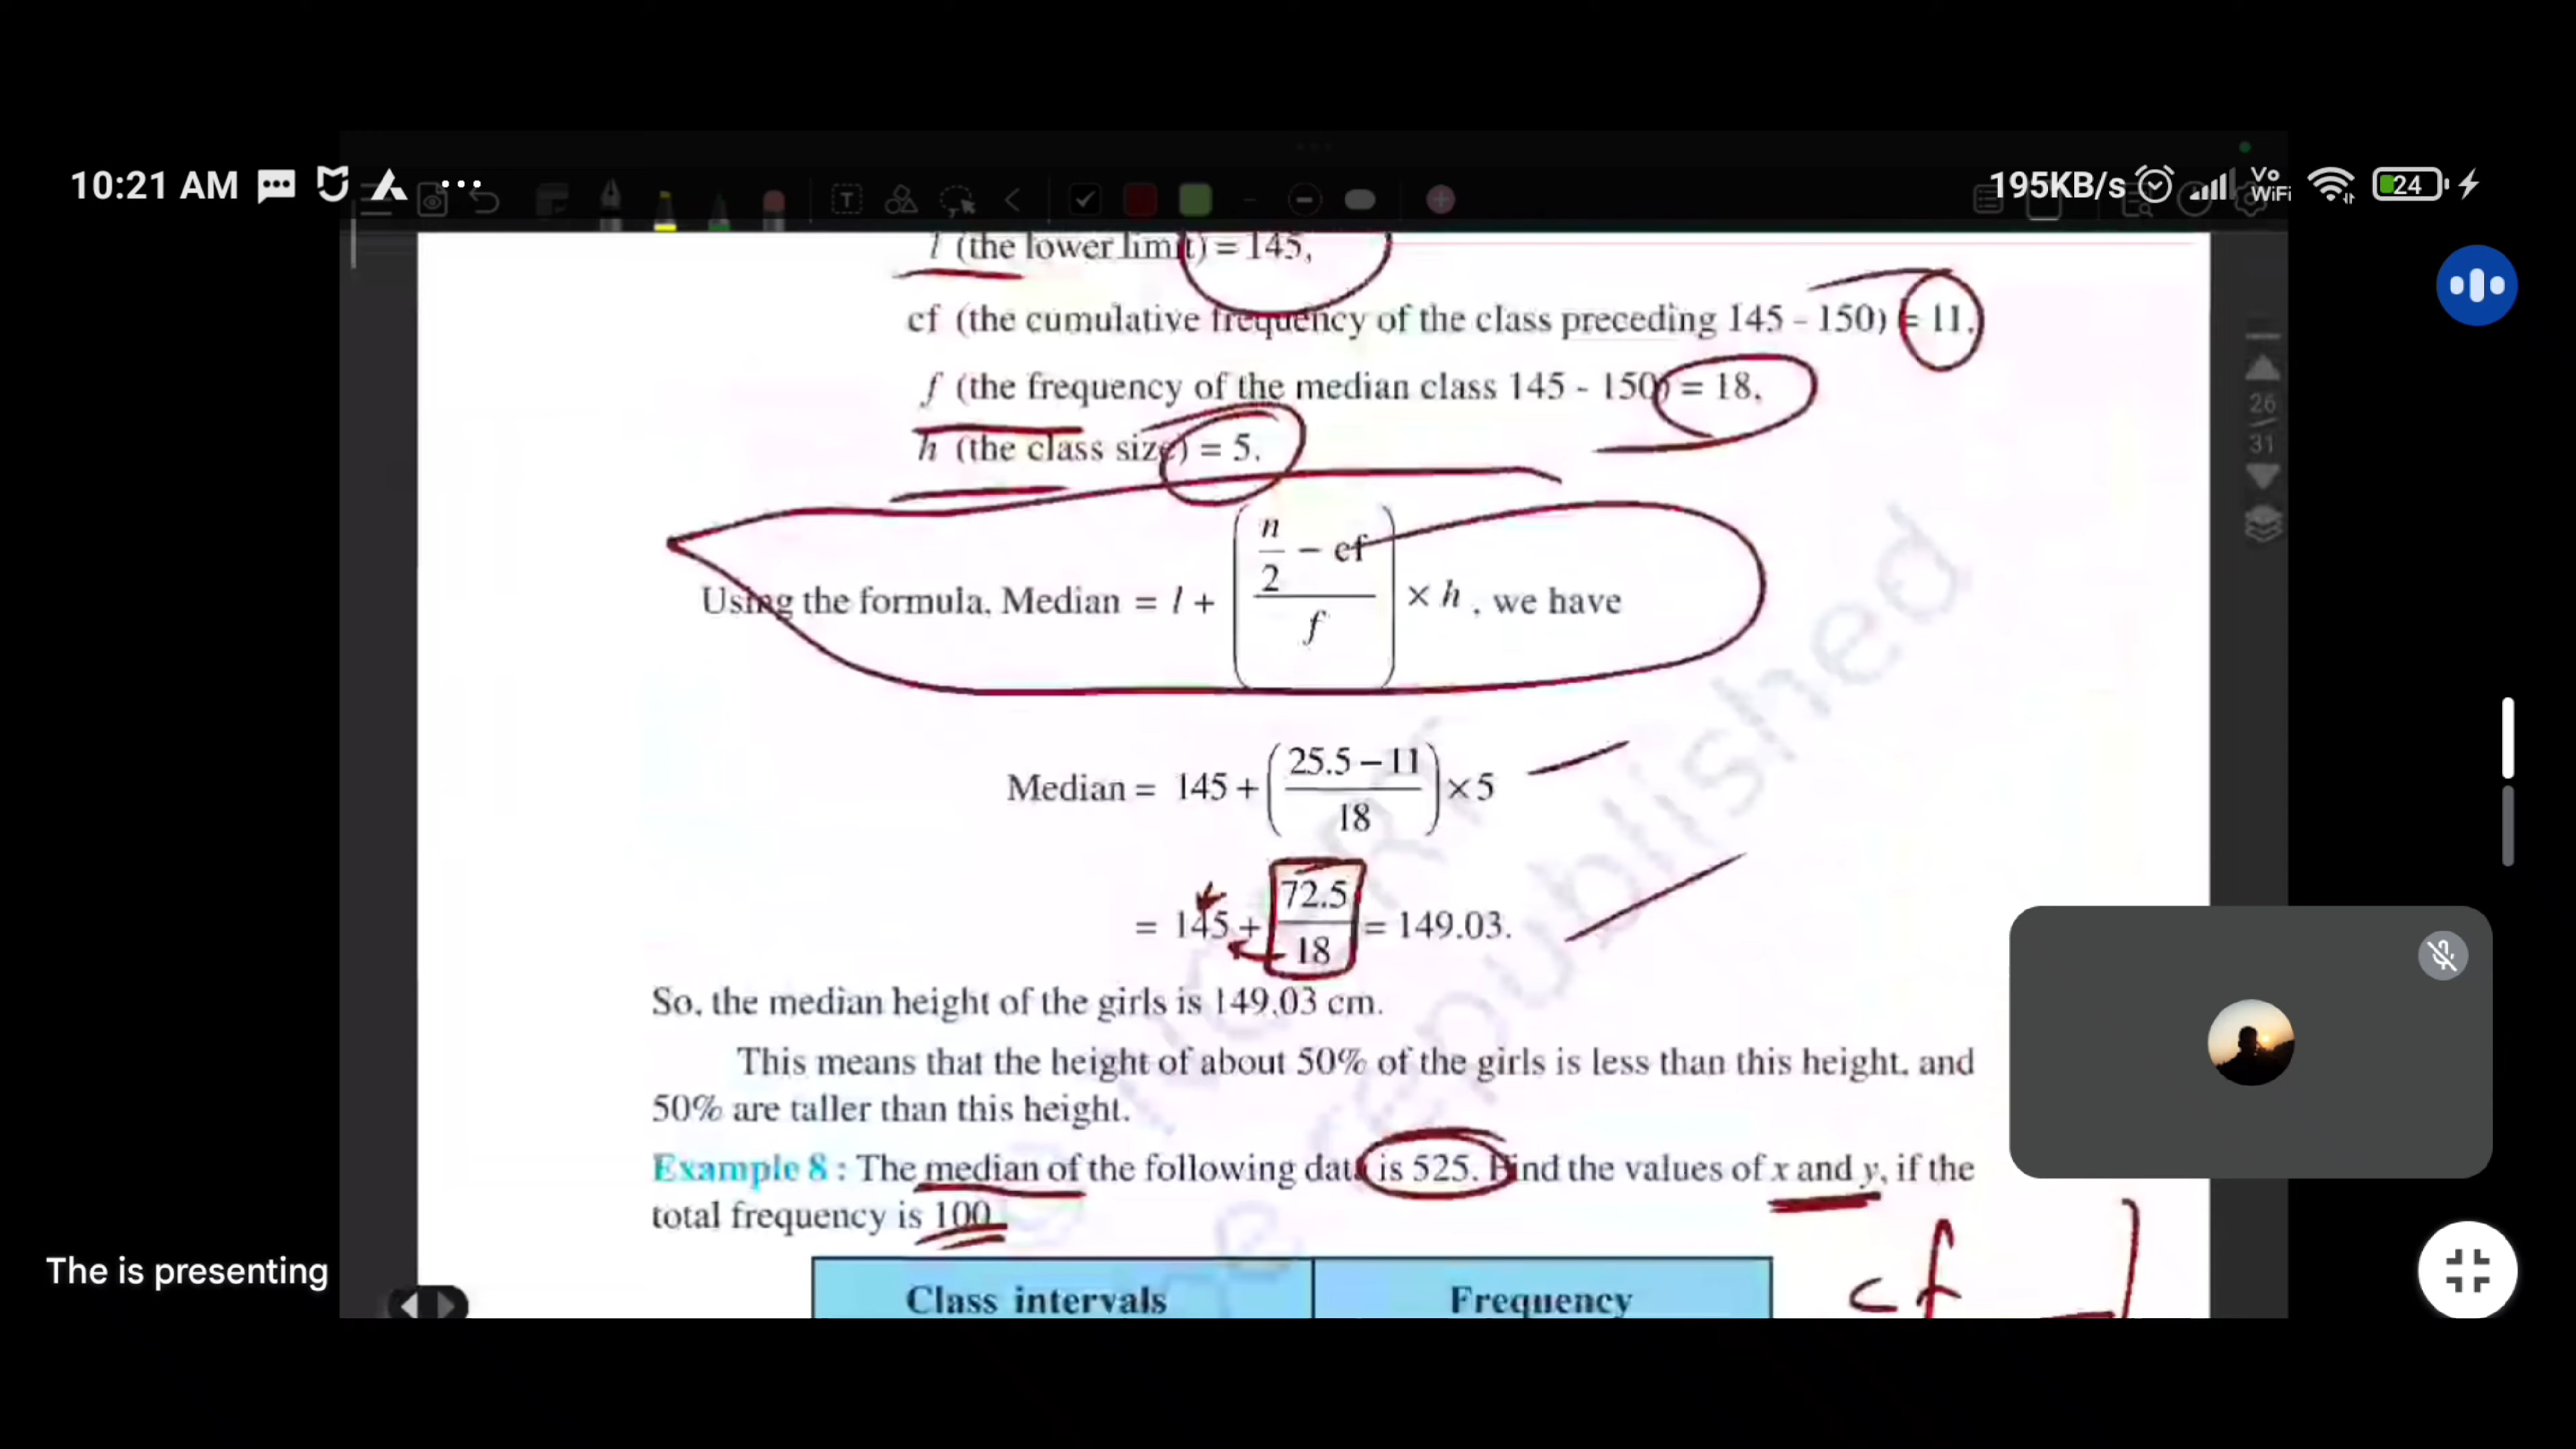 10:21 AM
195KB/s Vo WiFi 24
l (the lower limit) = 145,
cf (the cumulative frequency of the class preceding 145 - 150) = 11,
f (the frequency of the median class 145 - 150) = 18,
h (the class size) = 5.
26
31
Using the formula, Median = l + ( (n/2 − cf) / f ) × h , we have
Median = 145 + ( (25.5 − 11) / 18 ) × 5
= 145 + 72.5/18 = 149.03.
So, the median height of the girls is 149.03 cm.
This means that the height of about 50% of the girls is less than this height, and
50% are taller than this height.
Example 8 : The median of the following data is 525. Find the values of x and y, if the
total frequency is 100
cf
The is presenting
Class intervals Frequency
republished